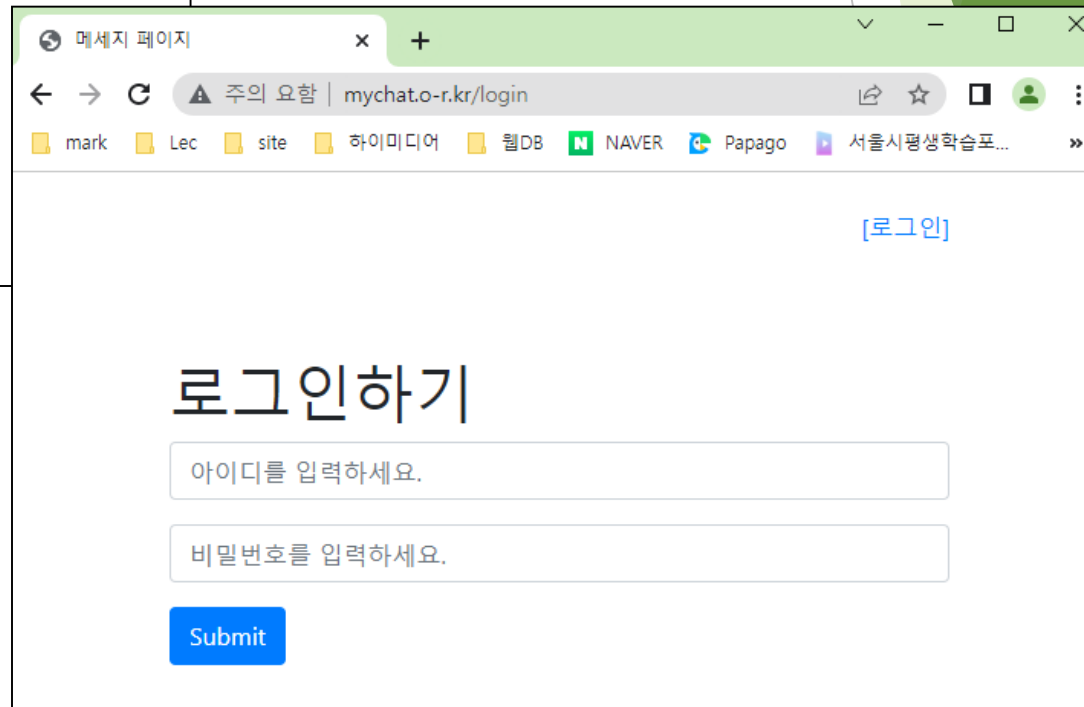 메세지 페이지
주의 요함 | mychat.o-r.kr/login
mark Lec site 하이미디어 웹DB N NAVER Papago 서울시평생학습포... »
[로그인]
로그인하기
아이디를 입력하세요.
비밀번호를 입력하세요.
Submit